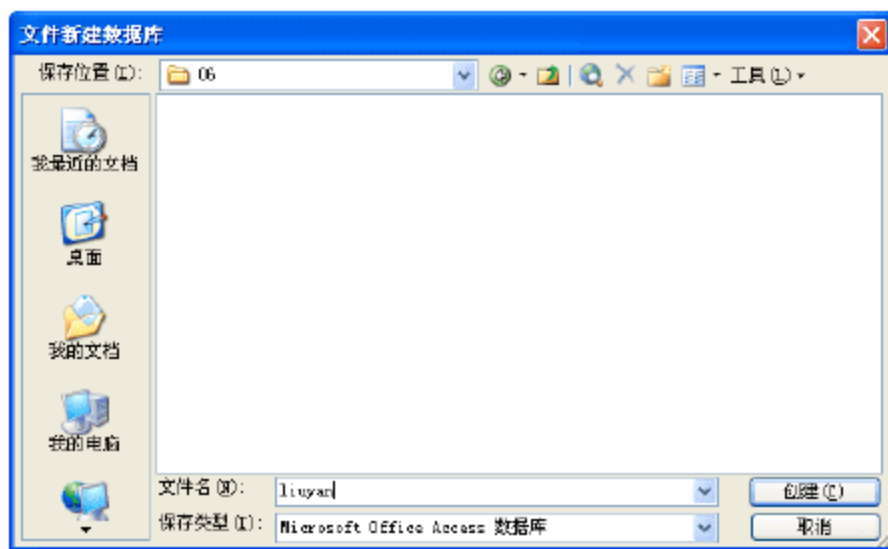 文件新建数据库
保存位置(I): 06 工具(L)
我最近的文档
桌面
我的文档
我的电脑
文件名(N): liuyan 创建(C)
保存类型(T): Microsoft Office Access 数据库 取消